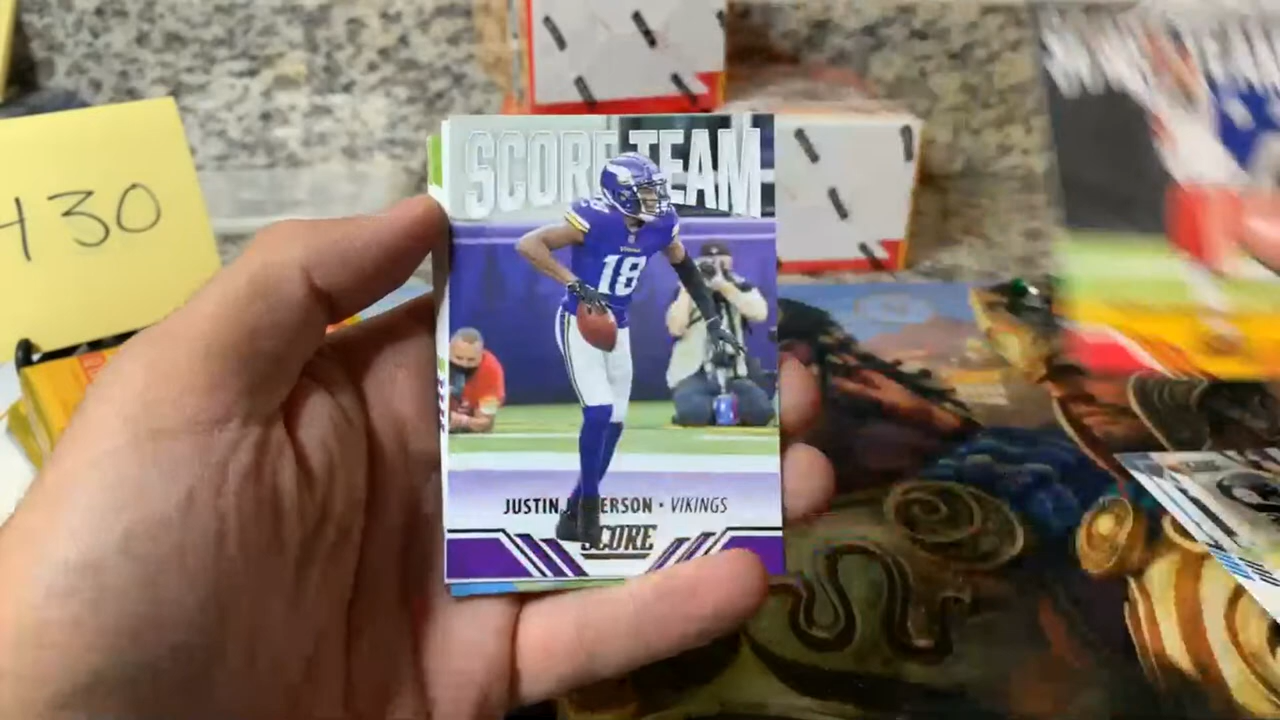 430
SCORE TEAM
18
JUSTIN JEFFERSON · VIKINGS
SCORE